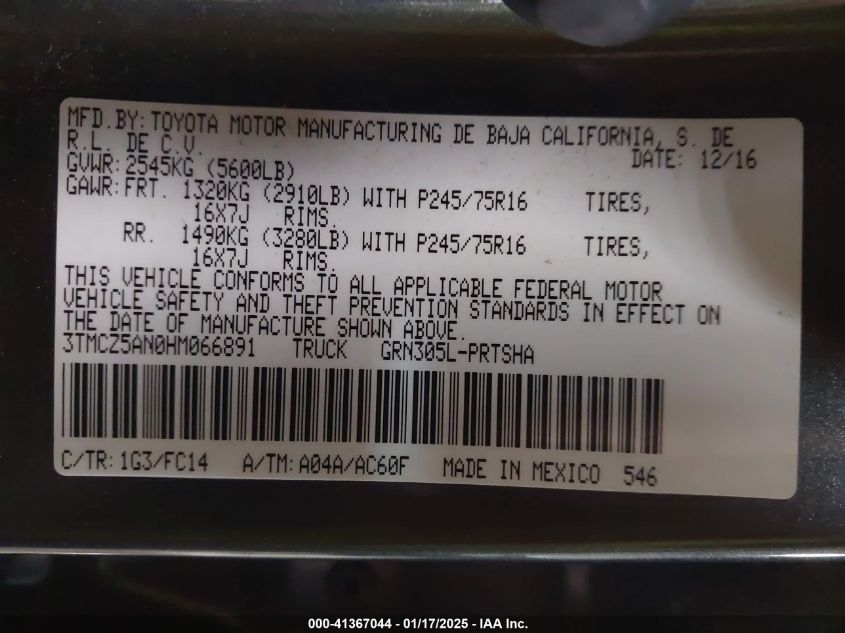 MFD.BY:TOYOTA MOTOR MANUFACTURING DE BAJA CALIFORNIA, S. DE
R.L. DE C.V.
DATE: 12/16
GVWR:2545KG (5600LB)
GAWR:FRT. 1320KG (2910LB) WITH P245/75R16 TIRES,
16X7J RIMS.
RR. 1490KG (3280LB) WITH P245/75R16 TIRES,
16X7J RIMS.
THIS VEHICLE CONFORMS TO ALL APPLICABLE FEDERAL MOTOR
VEHICLE SAFETY AND THEFT PREVENTION STANDARDS IN EFFECT ON
THE DATE OF MANUFACTURE SHOWN ABOVE.
3TMCZ5AN0HM066891 TRUCK GRN305L-PRTSHA
C/TR:1G3/FC14 A/TM:A04A/AC60F MADE IN MEXICO 546
000-41367044 - 01/17/2025 - IAA Inc.